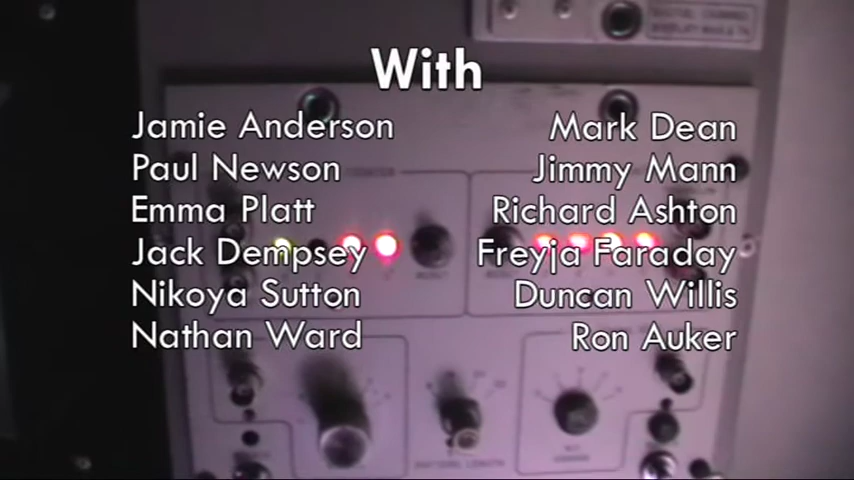 With
Jamie Anderson
Paul Newson
Emma Platt
Jack Dempsey
Nikoya Sutton
Nathan Ward
Mark Dean
Jimmy Mann
Richard Ashton
Freyja Faraday
Duncan Willis
Ron Auker